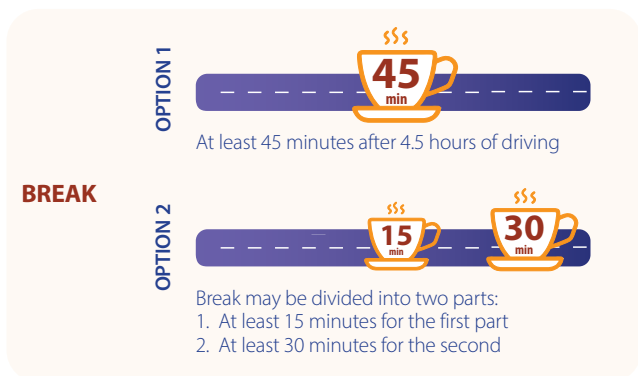 BREAK
OPTION 1
45
min
At least 45 minutes after 4.5 hours of driving
OPTION 2
15
min
30
min
Break may be divided into two parts:
1. At least 15 minutes for the first part
2. At least 30 minutes for the second